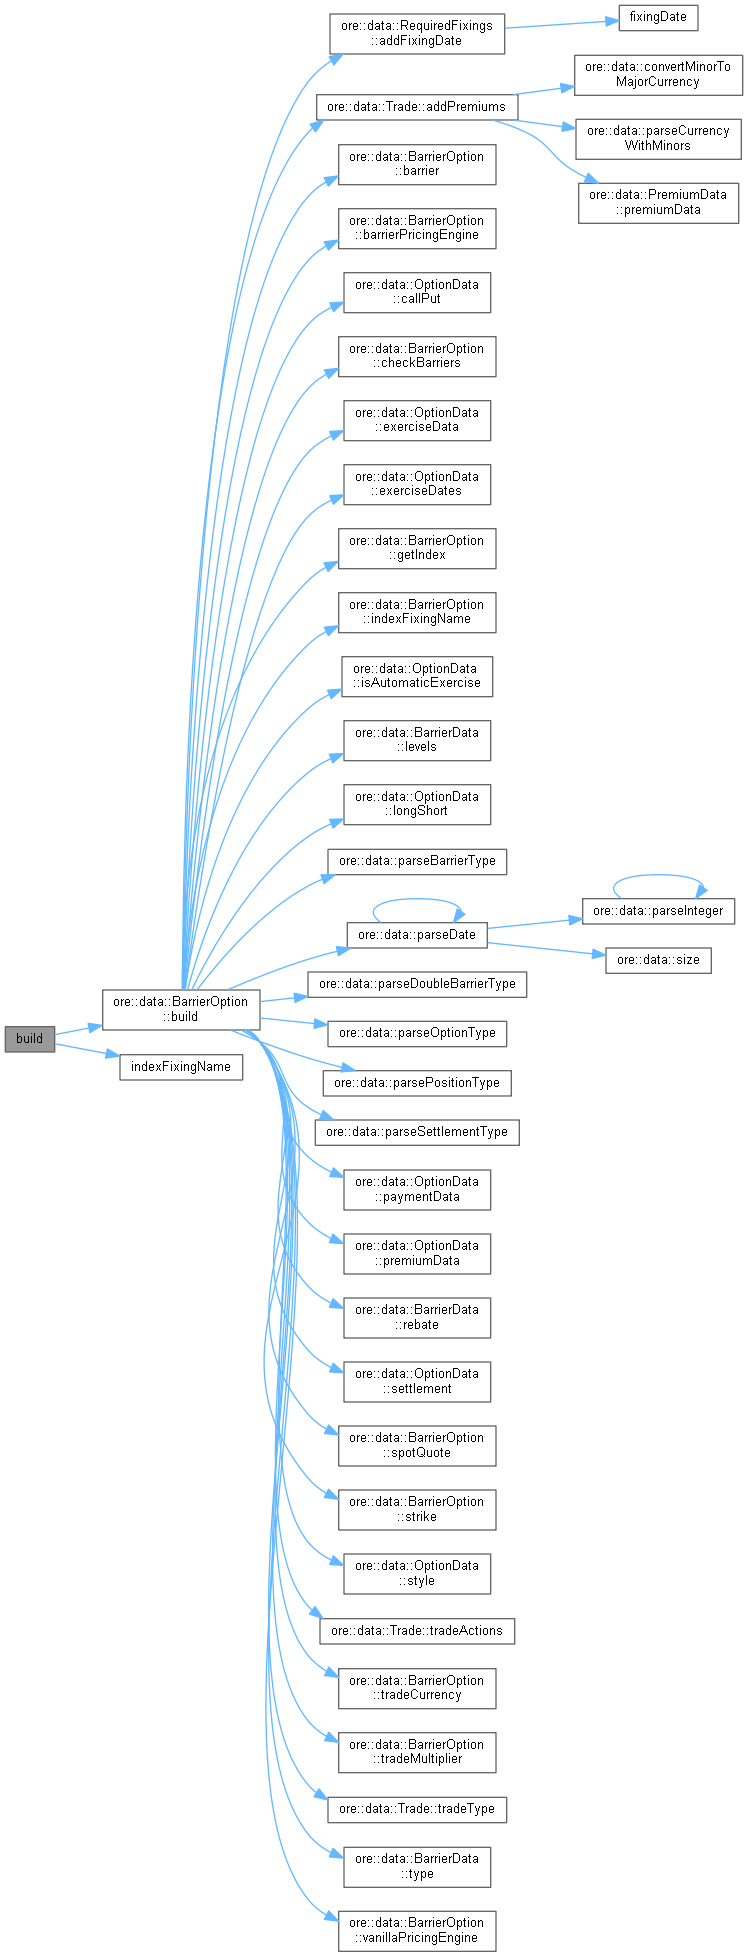 ore::data::RequiredFixings
::addFixingDate
fixingDate
ore::data::Trade::addPremiums
ore::data::convertMinorTo
MajorCurrency
ore::data::parseCurrency
WithMinors
ore::data::PremiumData
::premiumData
ore::data::BarrierOption
::barrier
ore::data::BarrierOption
::barrierPricingEngine
ore::data::OptionData
::callPut
ore::data::BarrierOption
::checkBarriers
ore::data::OptionData
::exerciseData
ore::data::OptionData
::exerciseDates
ore::data::BarrierOption
::getIndex
ore::data::BarrierOption
::indexFixingName
ore::data::OptionData
::isAutomaticExercise
ore::data::BarrierData
::levels
ore::data::OptionData
::longShort
ore::data::parseBarrierType
ore::data::parseDate
ore::data::parseInteger
ore::data::size
ore::data::parseDoubleBarrierType
ore::data::BarrierOption
::build
build
indexFixingName
ore::data::parseOptionType
ore::data::parsePositionType
ore::data::parseSettlementType
ore::data::OptionData
::paymentData
ore::data::OptionData
::premiumData
ore::data::BarrierData
::rebate
ore::data::OptionData
::settlement
ore::data::BarrierOption
::spotQuote
ore::data::BarrierOption
::strike
ore::data::OptionData
::style
ore::data::Trade::tradeActions
ore::data::BarrierOption
::tradeCurrency
ore::data::BarrierOption
::tradeMultiplier
ore::data::Trade::tradeType
ore::data::BarrierData
::type
ore::data::BarrierOption
::vanillaPricingEngine